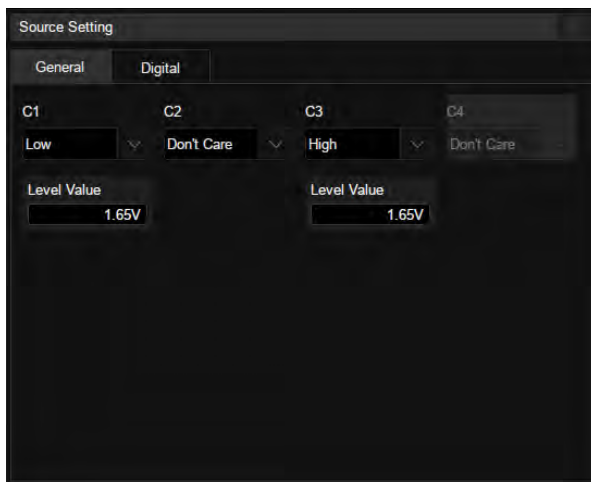 Source Setting
General Digital
C1 C2 C3 C4
Low Don't Care High Don't Care
Level Value Level Value
1.65V 1.65V